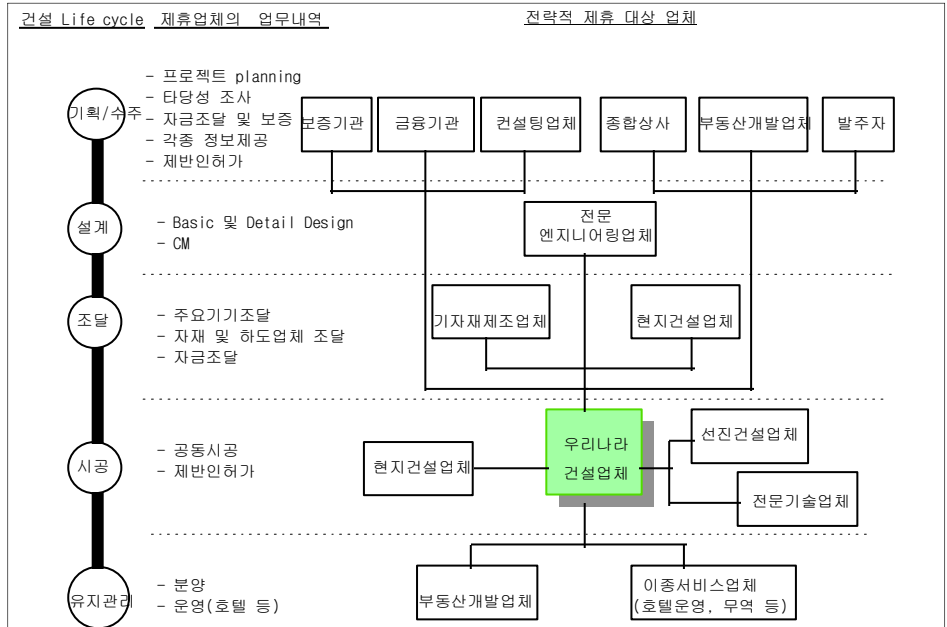 건설 Life cycle 제휴업체의 업무내역 전략적 제휴 대상 업체
기획/수주
- 프로젝트 planning
- 타당성 조사
- 자금조달 및 보증
- 각종 정보제공
- 제반인허가
보증기관 금융기관 컨설팅업체 종합상사 부동산개발업체 발주자
설계
- Basic 및 Detail Design
- CM
전문
엔지니어링업체
조달
- 주요기기조달
- 자재 및 하도업체 조달
- 자금조달
기자재제조업체 현지건설업체
시공
- 공동시공
- 제반인허가
현지건설업체
우리나라
건설업체
선진건설업체
전문기술업체
유지관리
- 분양
- 운영(호텔 등)
부동산개발업체
이종서비스업체
(호텔운영, 무역 등)